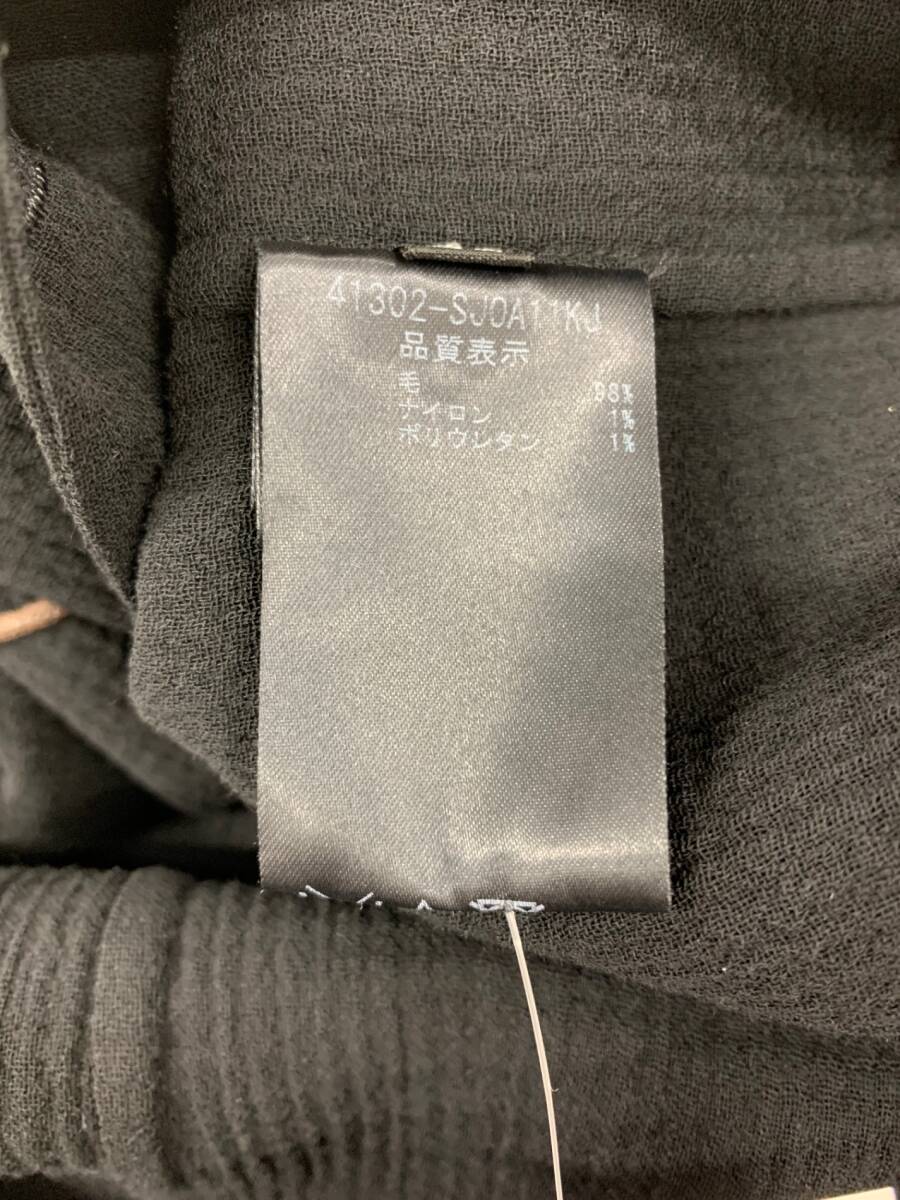 41302-SJ0A11KJ
品質表示
毛 98%
ナイロン 1%
ポリウレタン 1%